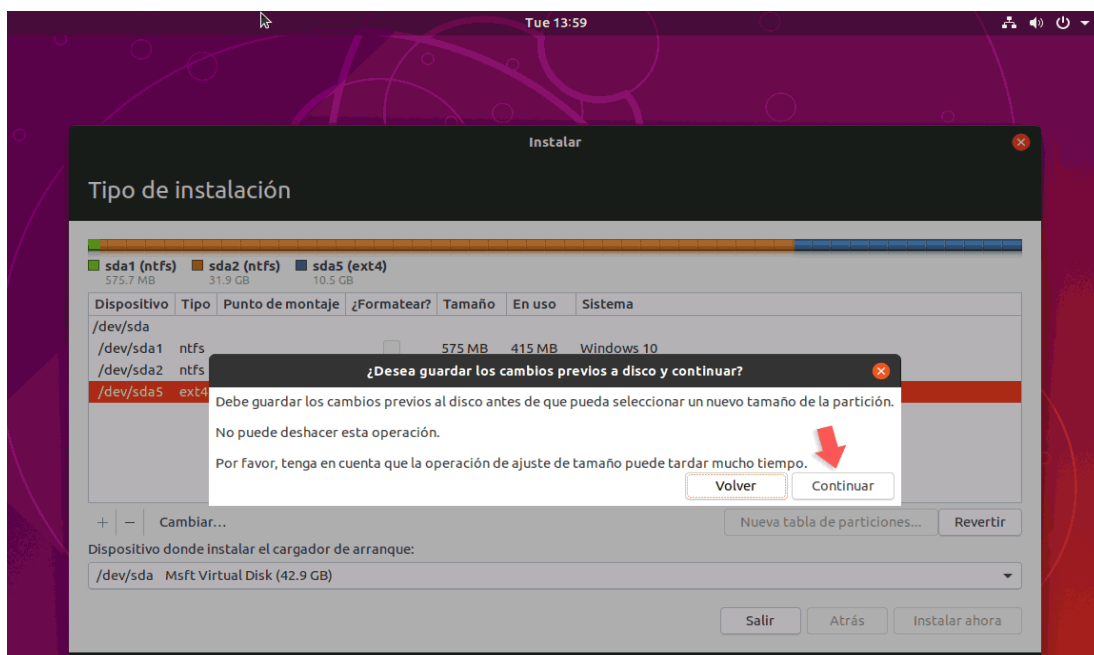 Tue 13:59
Instalar
Tipo de instalación
sda1 (ntfs) sda2 (ntfs) sda5 (ext4)
575.7 MB 31.9 GB 10.5 GB
Dispositivo Tipo Punto de montaje ¿Formatear? Tamaño En uso Sistema
/dev/sda
/dev/sda1 ntfs 575 MB 415 MB Windows 10
/dev/sda2 ntfs
/dev/sda5 ext4
¿Desea guardar los cambios previos a disco y continuar?
Debe guardar los cambios previos al disco antes de que pueda seleccionar un nuevo tamaño de la partición.
No puede deshacer esta operación.
Por favor, tenga en cuenta que la operación de ajuste de tamaño puede tardar mucho tiempo.
Volver Continuar
+ − Cambiar... Nueva tabla de particiones... Revertir
Dispositivo donde instalar el cargador de arranque:
/dev/sda Msft Virtual Disk (42.9 GB)
Salir Atrás Instalar ahora